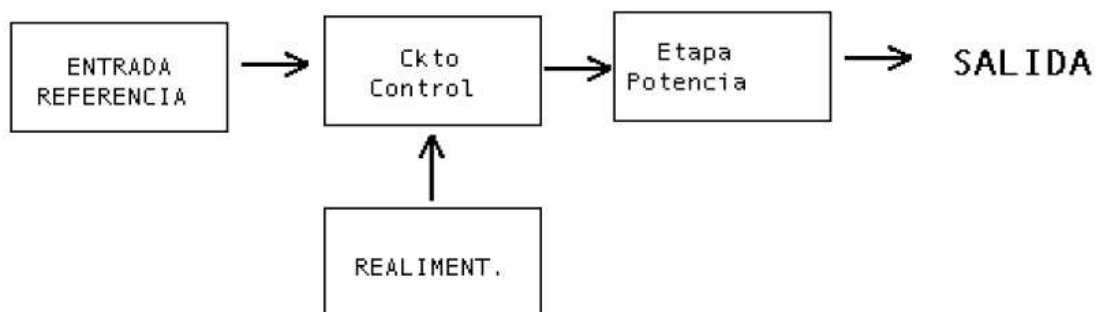 ENTRADA
REFERENCIA
Ckto
Control
Etapa
Potencia
SALIDA
REALIMENT.